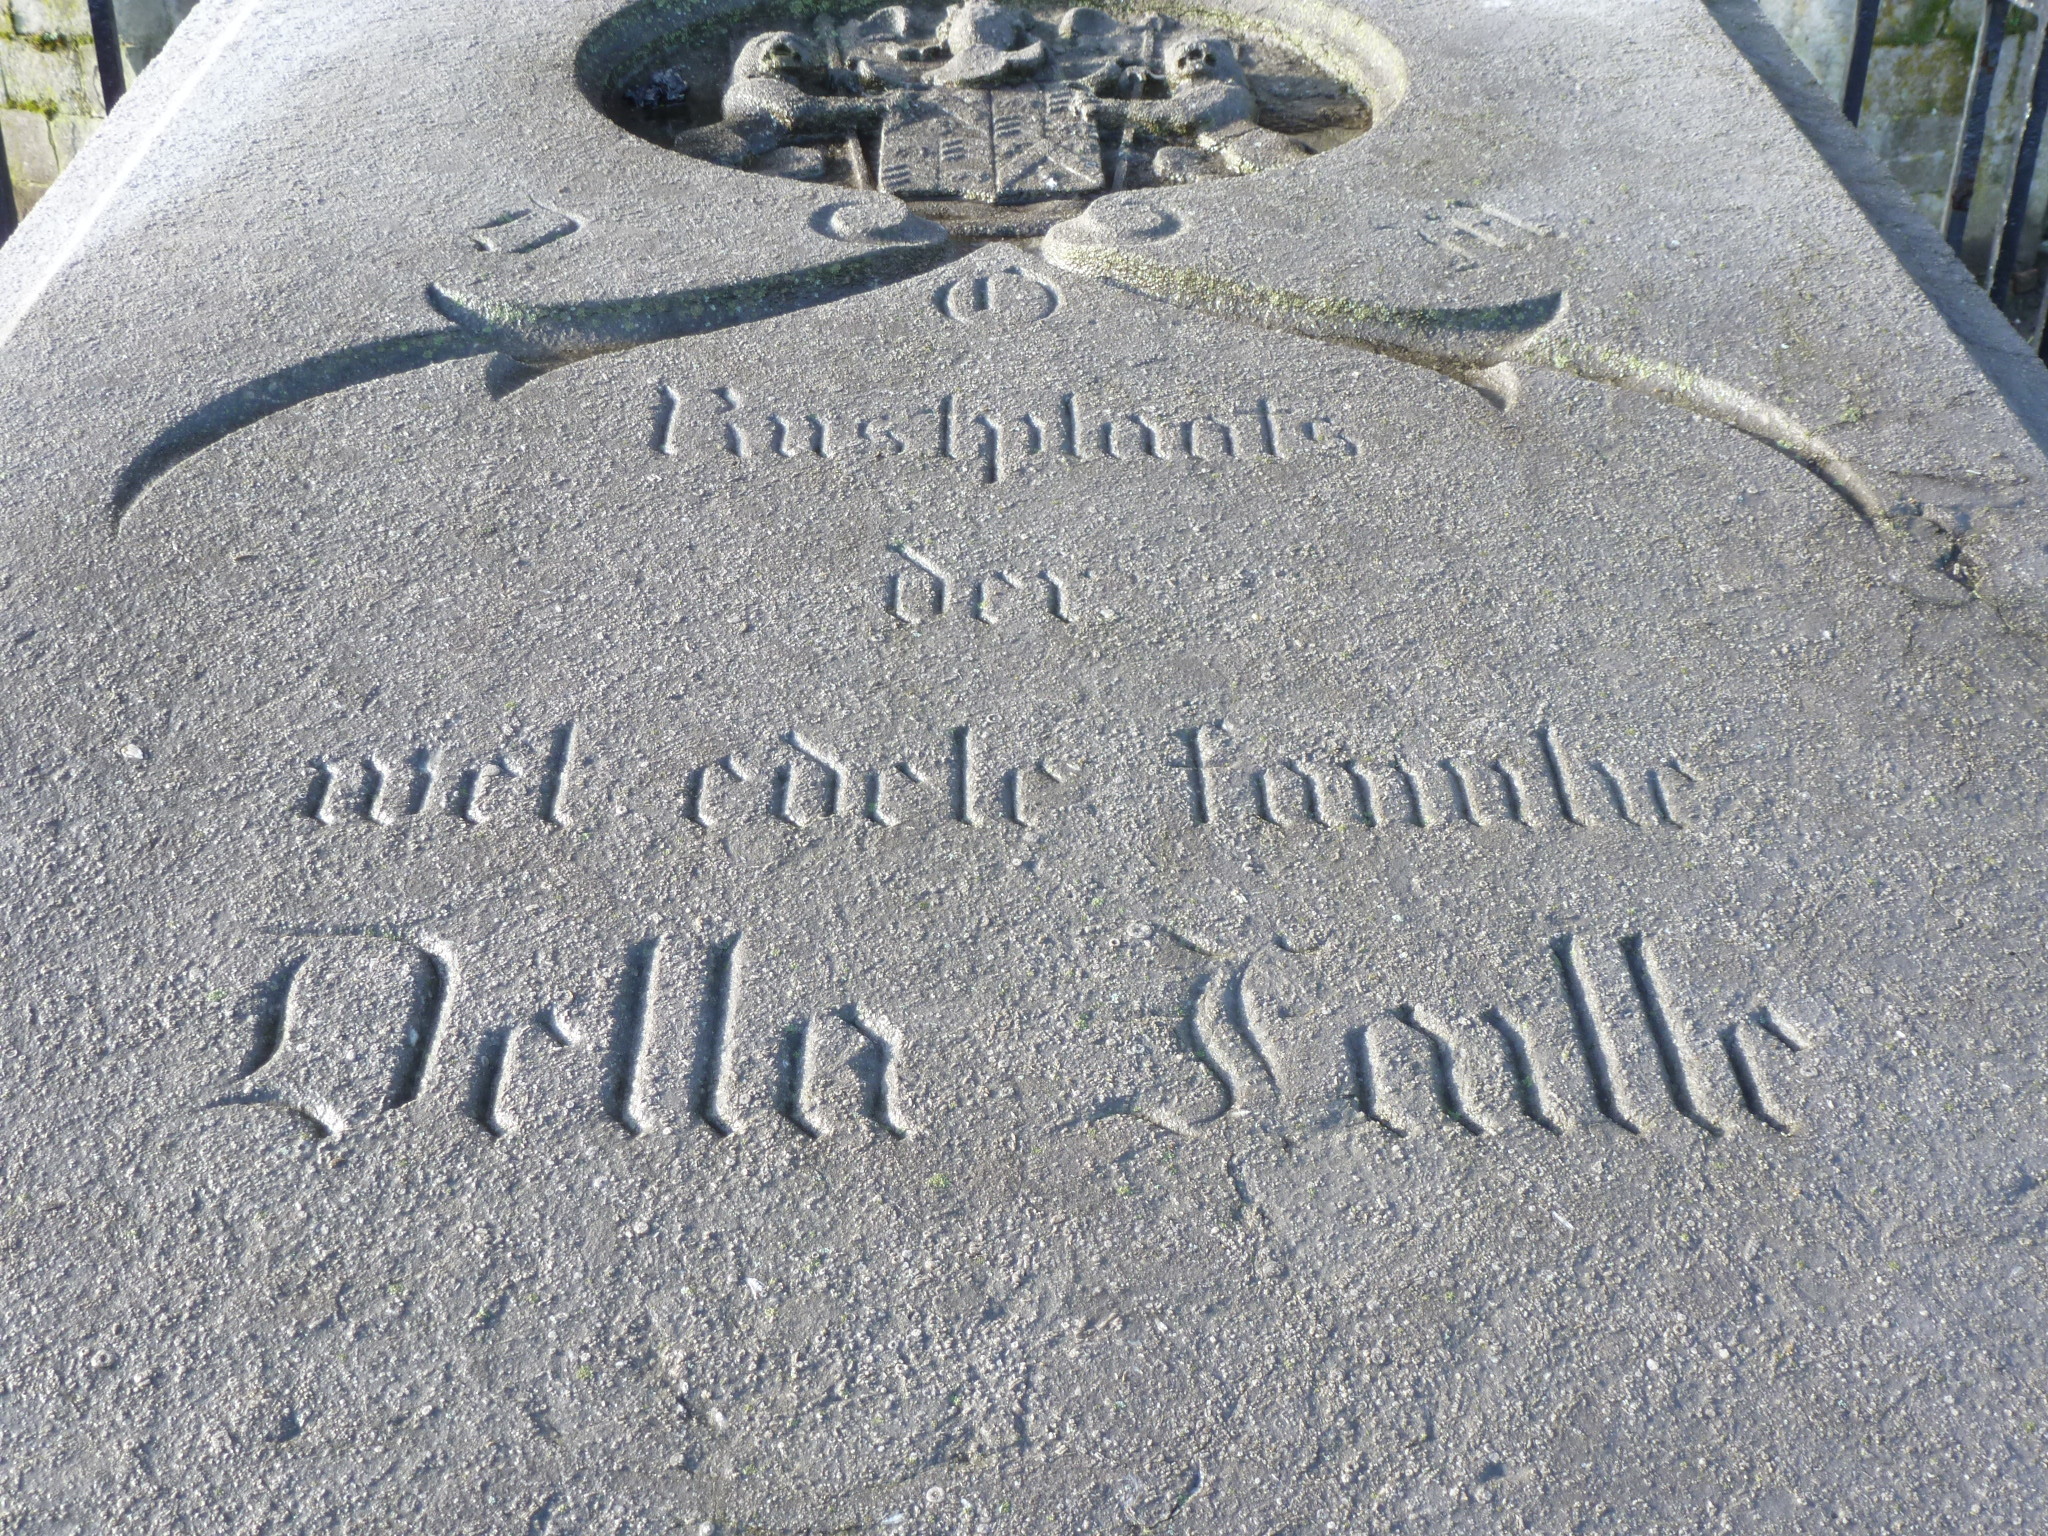 Rustplaats
der
wel edele familie
Della Faille